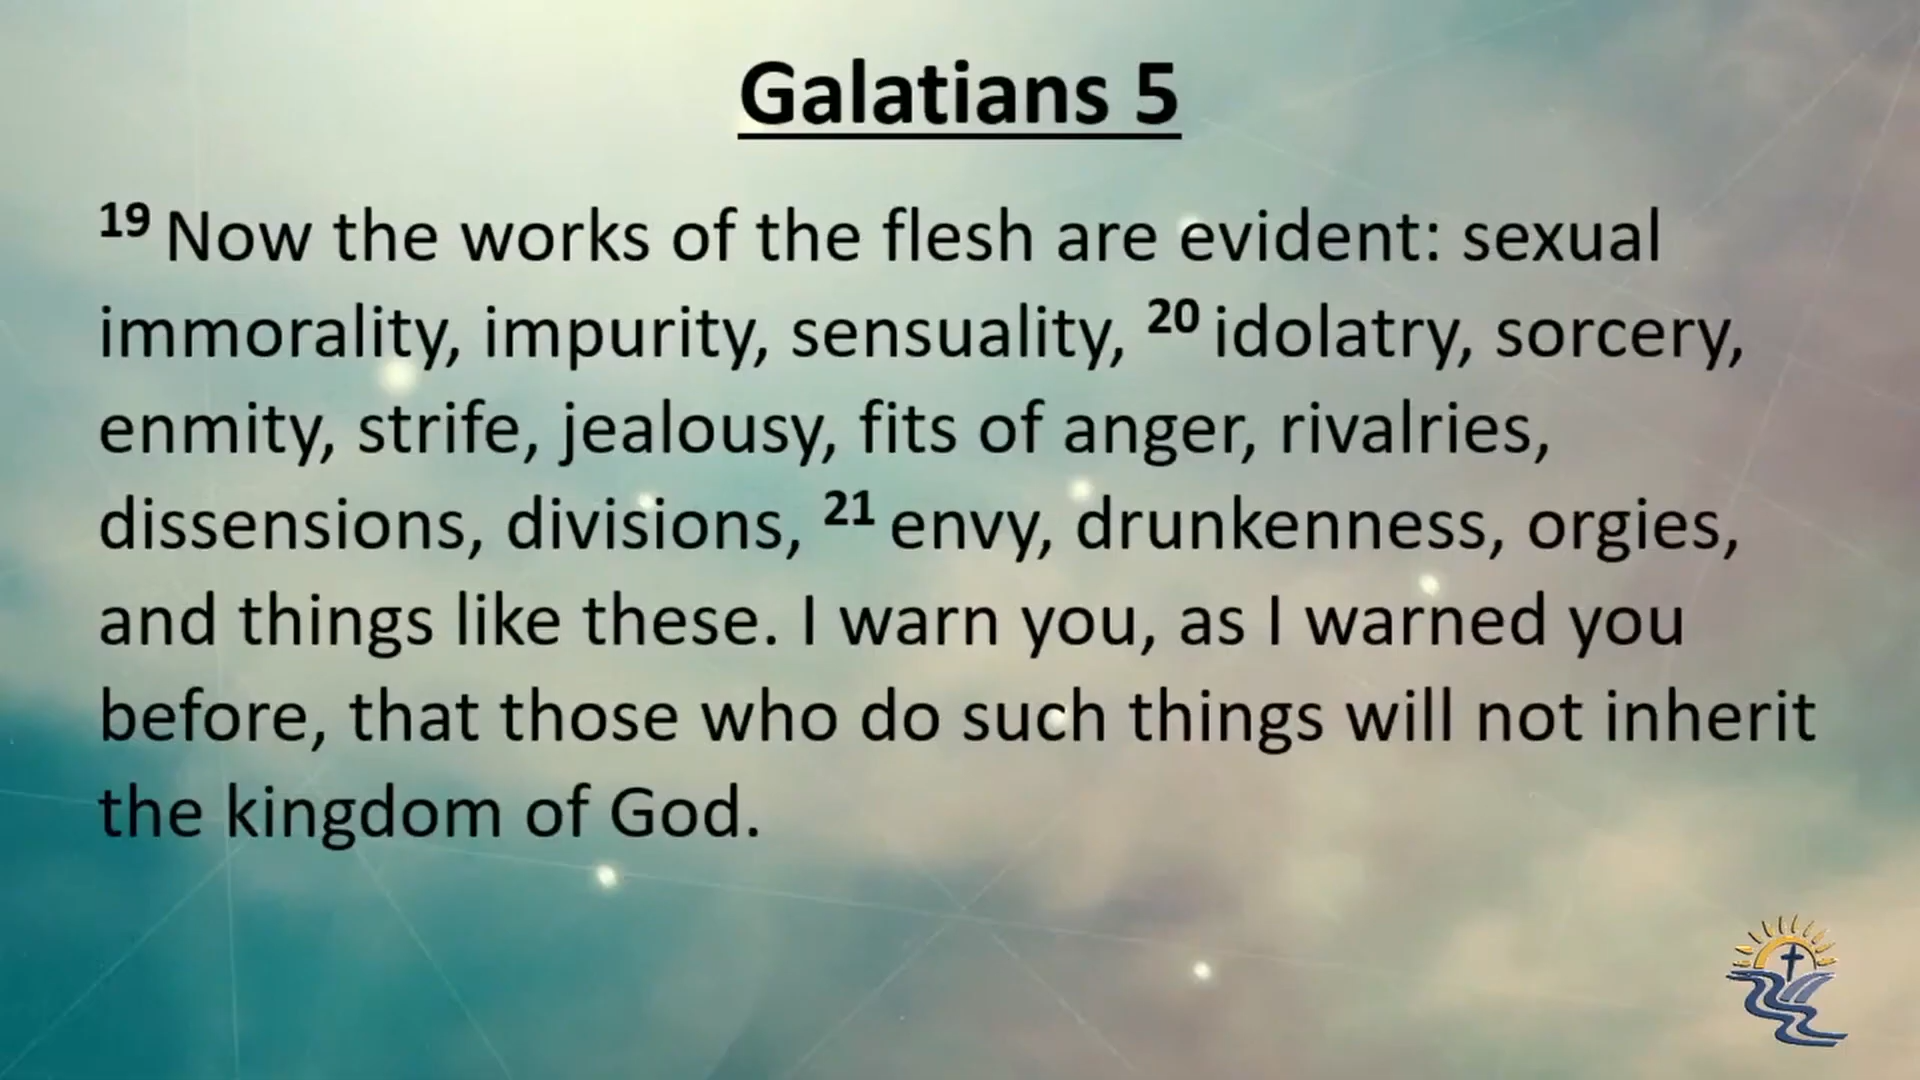 Galatians 5
19 Now the works of the flesh are evident: sexual
immorality, impurity, sensuality, 20 idolatry, sorcery,
enmity, strife, jealousy, fits of anger, rivalries,
dissensions, divisions, 21 envy, drunkenness, orgies,
and things like these. I warn you, as I warned you
before, that those who do such things will not inherit
the kingdom of God.